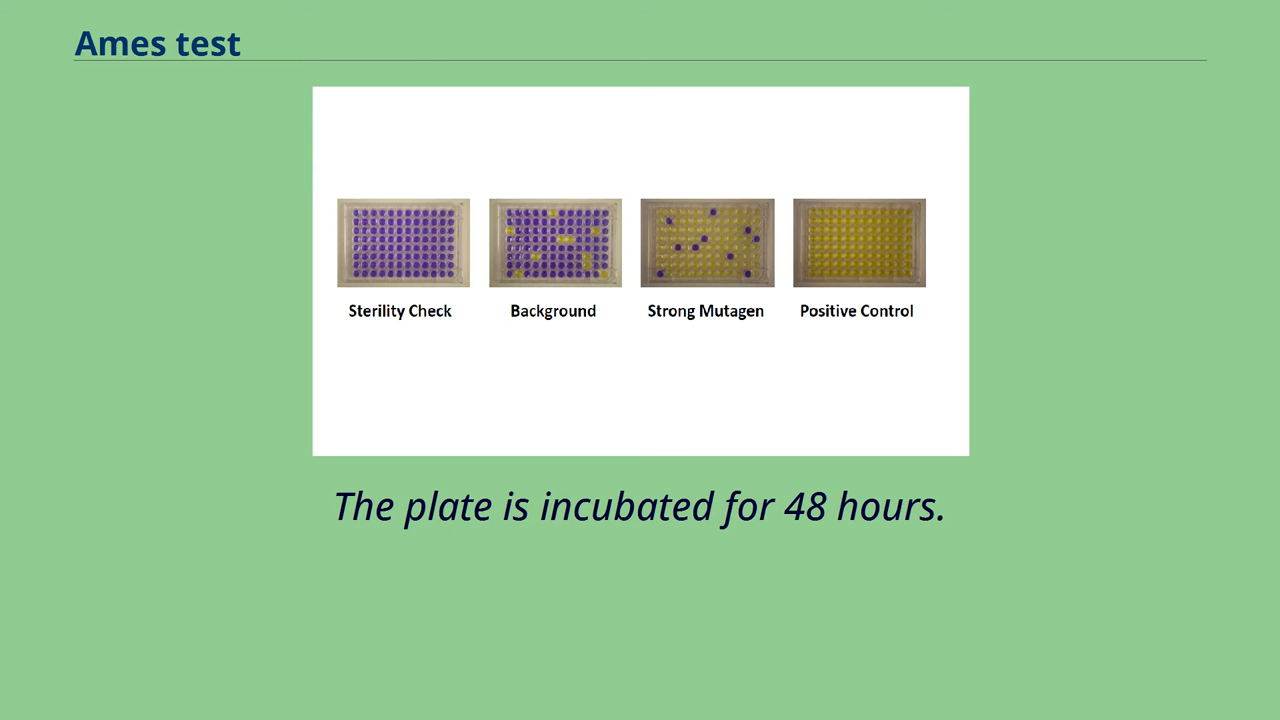 Ames test
Sterility Check
Background
Strong Mutagen
Positive Control
The plate is incubated for 48 hours.